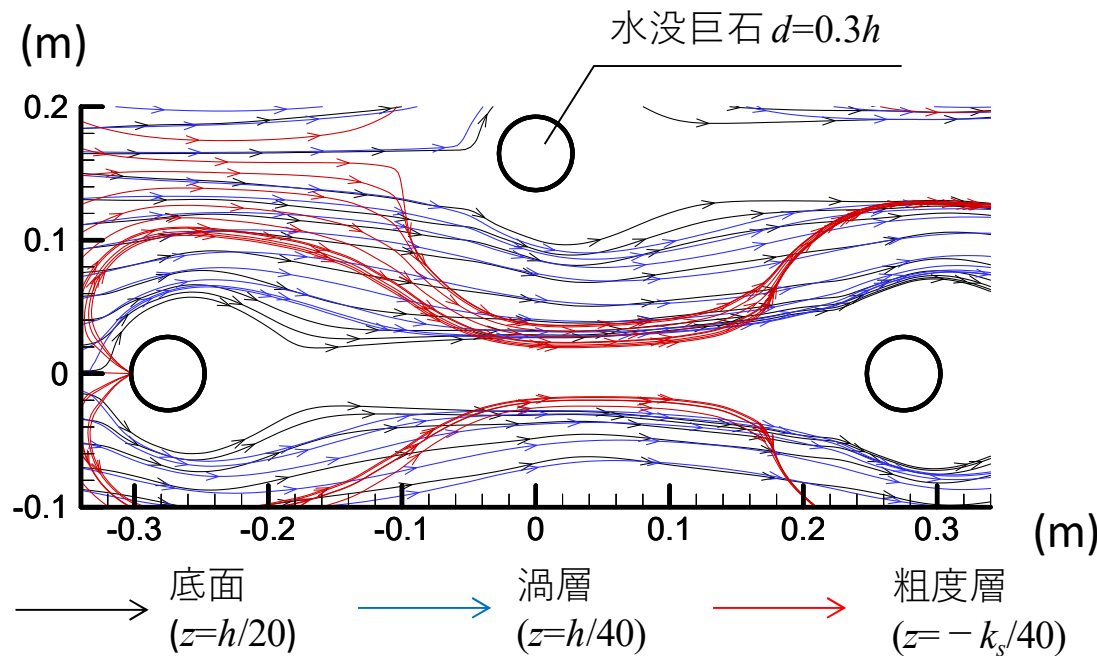 水没巨石 d=0.3h
(m)
0.2
0.1
0
-0.1
-0.3
-0.2
-0.1
0
0.1
0.2
0.3
(m)
底面
(z=h/20)
渦層
(z=h/40)
粗度層
(z=－ks/40)